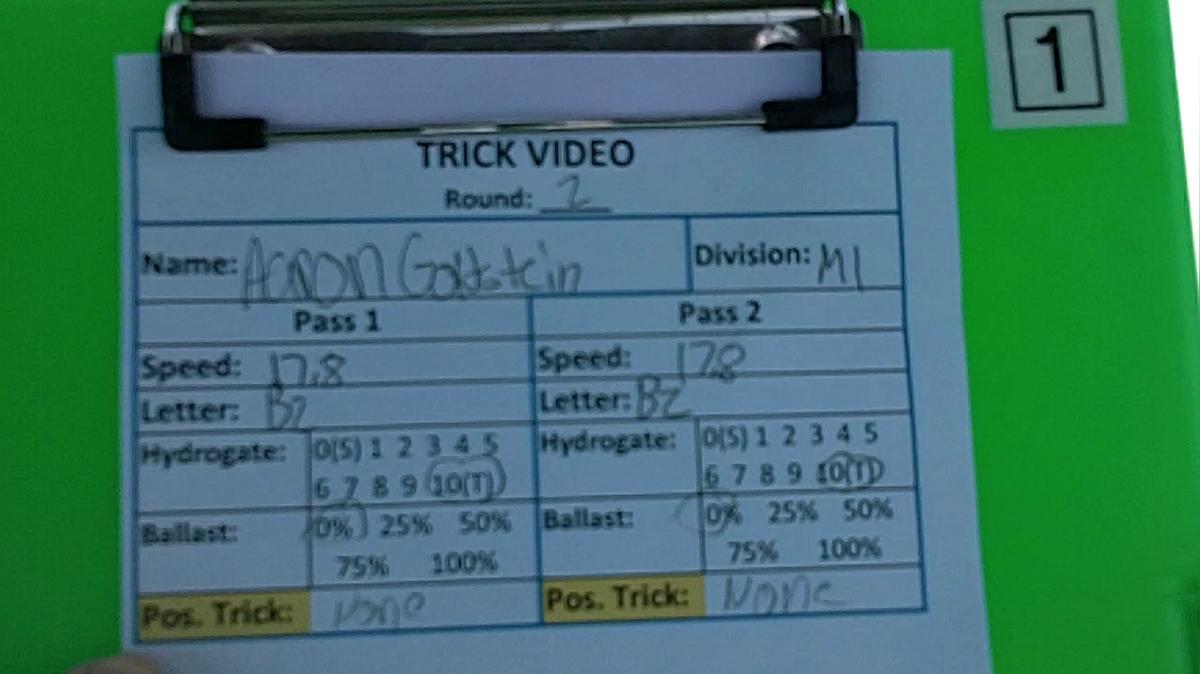 1
TRICK VIDEO
Round: 2
Name: Aaron Goldstein Division: M1
Pass 1 Pass 2
Speed: 17.8 Speed: 17.8
Letter: BZ Letter: BZ
Hydrogate: 0(S) 1 2 3 4 5 Hydrogate: 0(S) 1 2 3 4 5
6 7 8 9 10(T) 6 7 8 9 10(T)
Ballast: 0% 25% 50% Ballast: 0% 25% 50%
75% 100% 75% 100%
Pos. Trick: None Pos. Trick: None